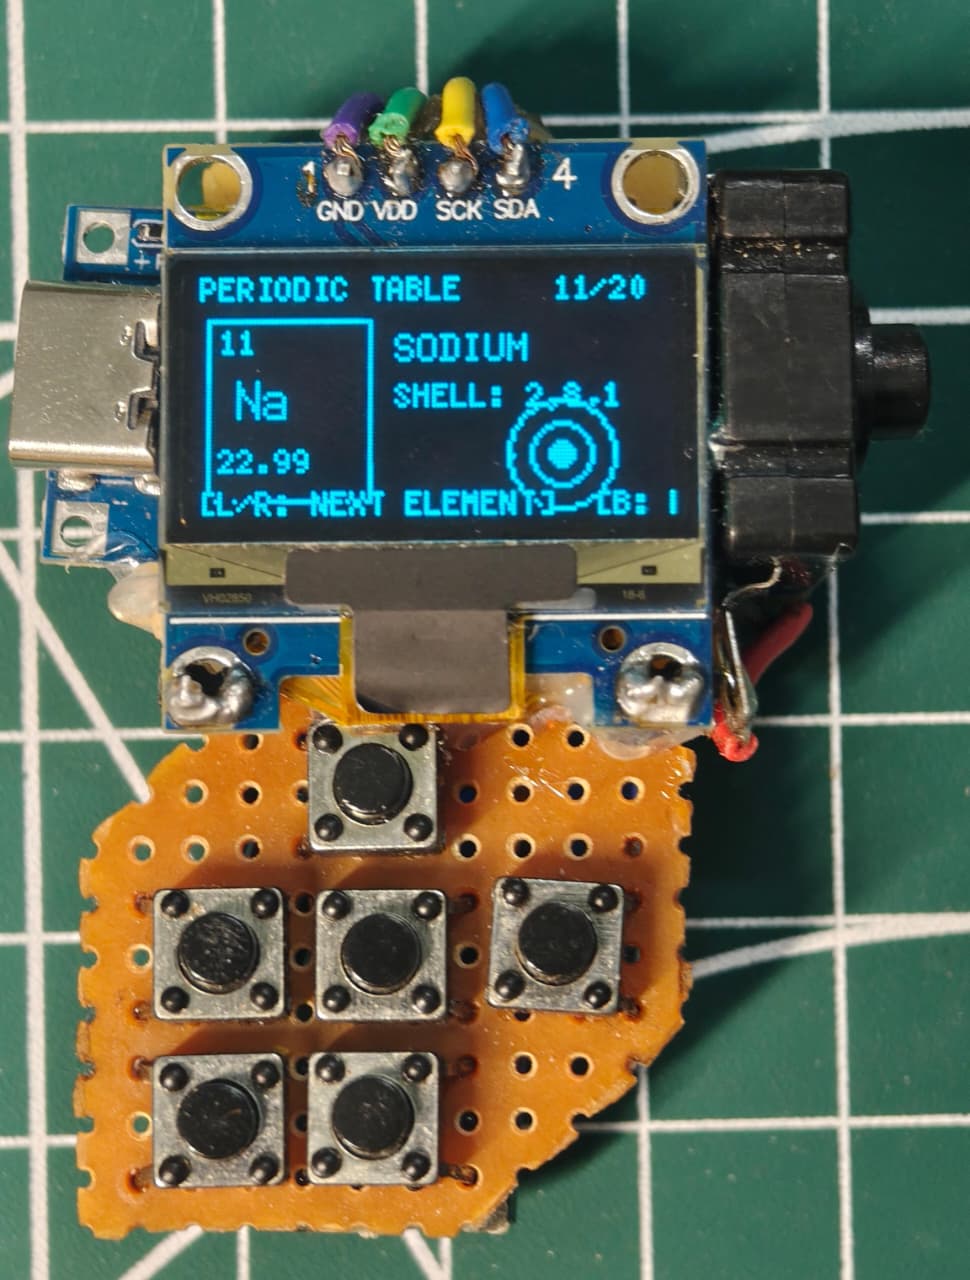 1 4
GND VDD SCK SDA
+
PERIODIC TABLE 11/20
11
SODIUM
Na
SHELL: 2.8.1
22.99
[L/R: NEXT ELEMENT] [B:
VH02850
-